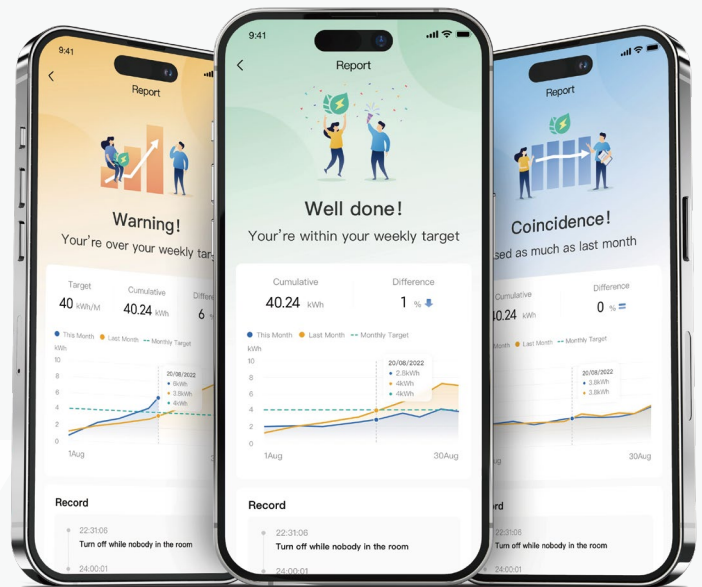 9:41
Report
Warning!
Your're over your weekly
Target
Cumulative
40 kWh/M
40.24 kWh
6
This Month
Last Month
Monthly Target
kWh
10
8
6
4
2
0
20/08/2022
6kWh
3.8kWh
4kWh
1Aug
Record
22:31:06
Turn off while nobody in the room
24:00:01
9:41
Report
Well done!
Your're within your weekly target
Cumulative
Difference
40.24 kWh
1 %
This Month
Last Month
Monthly Target
kWh
10
8
6
4
2
0
20/08/2022
2.8kWh
4kWh
4kWh
1Aug
30Aug
Record
22:31:06
Turn off while nobody in the room
24:00:01
Report
Coincidence!
as much as last month
Cumulative
Difference
40.24 kWh
0 %
Month
Last Month
Monthly Target
20/08/2022
3.8kWh
3.8kWh
30Aug
22:31:06
Turn off while nobody in the room
24:00:01